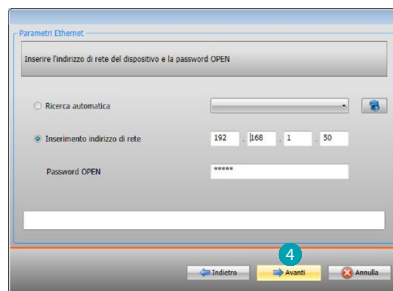 Parametri Ethernet
Inserire l'indirizzo di rete del dispositivo e la password OPEN
Ricerca automatica
Inserimento indirizzo di rete 192 . 168 . 1 . 50
Password OPEN *****
4
Indietro Avanti Annulla